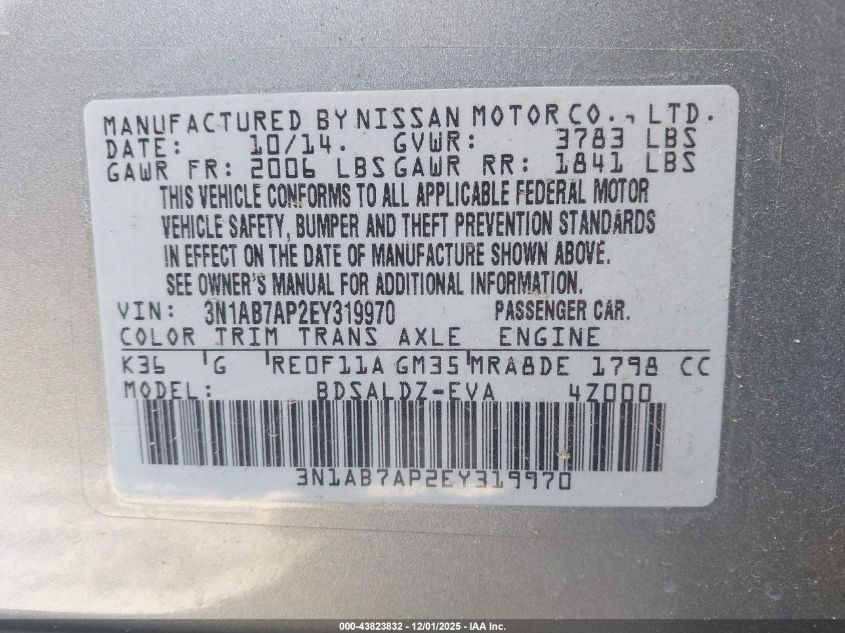 MANUFACTURED BY NISSAN MOTOR CO., LTD.
DATE: 10/14. GVWR: 3783 LBS
GAWR FR: 2006 LBS GAWR RR: 1841 LBS
THIS VEHICLE CONFORMS TO ALL APPLICABLE FEDERAL MOTOR
VEHICLE SAFETY, BUMPER AND THEFT PREVENTION STANDARDS
IN EFFECT ON THE DATE OF MANUFACTURE SHOWN ABOVE.
SEE OWNER'S MANUAL FOR ADDITIONAL INFORMATION.
VIN: 3N1AB7AP2EY319970 PASSENGER CAR.
COLOR TRIM TRANS AXLE ENGINE
K36 G RE0F11A GM35 MRA8DE 1798 CC
MODEL: BDSALDZ-EVA 4Z000
3N1AB7AP2EY319970
000-43823832 - 12/01/2025 - IAA Inc.